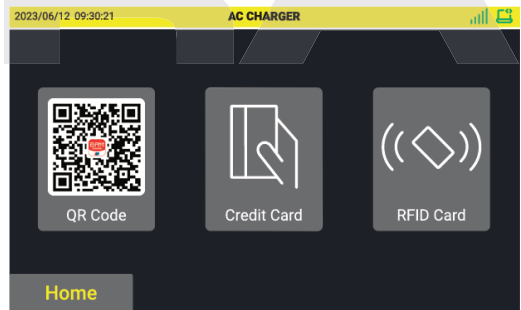 2023/06/12 09:30:21
AC CHARGER
QR Code
Credit Card
RFID Card
Home